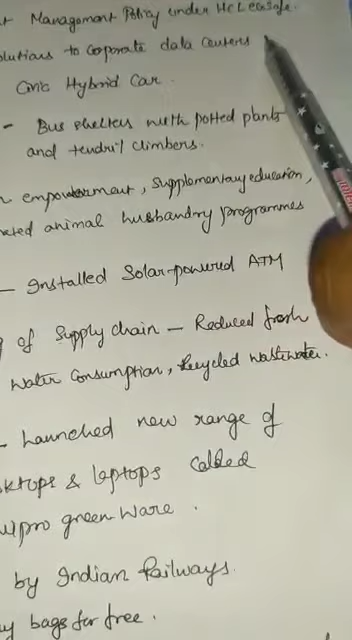 Management Policy under HCL ecosafe.
solutions to corporate data centers
Civic Hybrid Car.
- Bus shelters with potted plants
and tendril climbers.
empowerment, supplementary education,
animal husbandry programmes
- Installed Solar-powered ATM
of Supply chain - Reduced fresh
Water Consumption, Recycled Wastewater.
- Launched new range of
ktops & laptops called
green ware.
by Indian Railways.
bags for free.